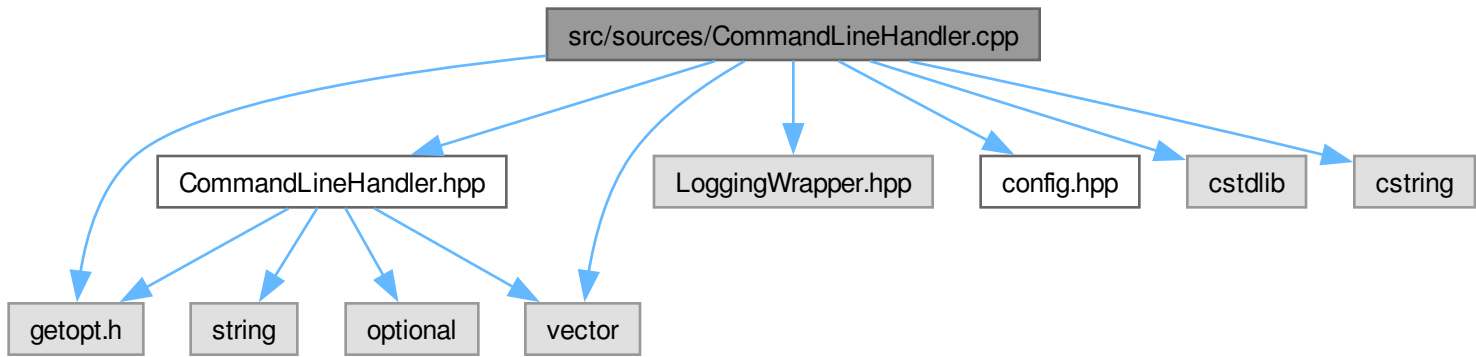 src/sources/CommandLineHandler.cpp
CommandLineHandler.hpp
LoggingWrapper.hpp
config.hpp
cstdlib
cstring
getopt.h
string
optional
vector